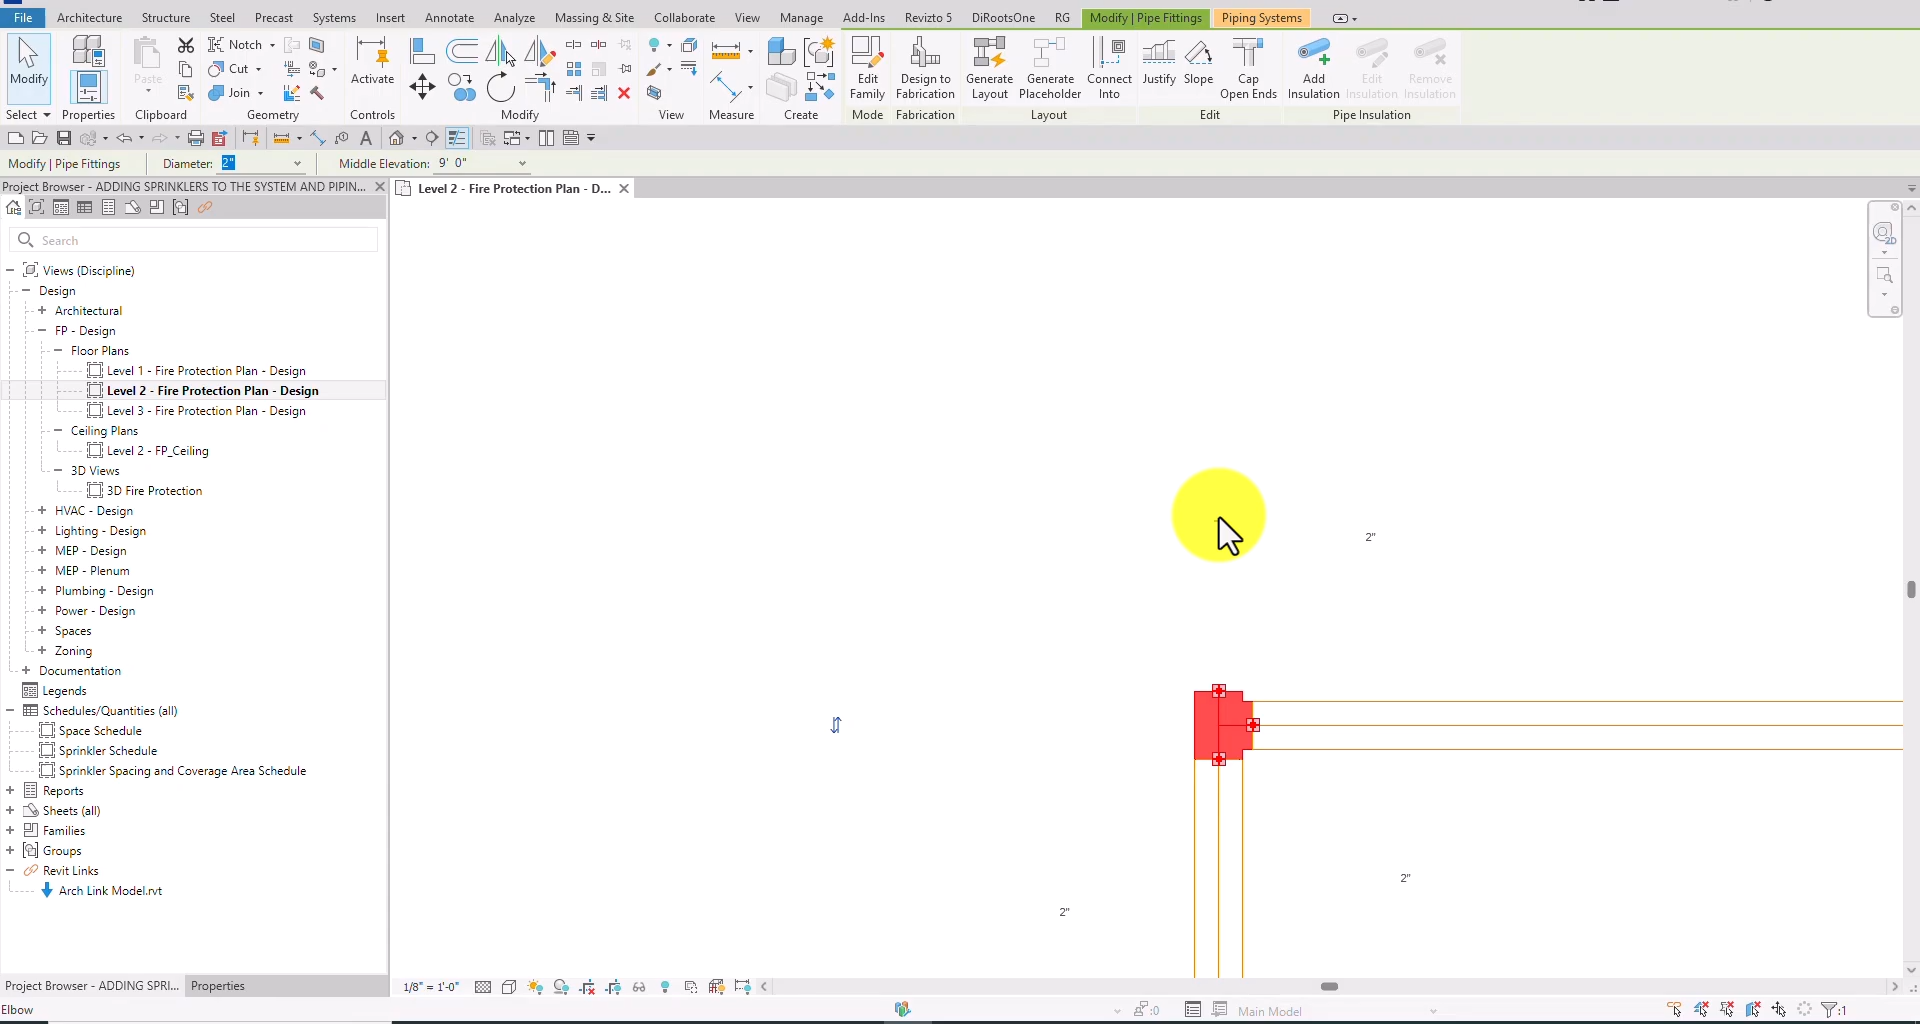 File Architecture Structure Steel Precast Systems Insert Annotate Analyze Massing & Site Collaborate View Manage Add-Ins Revizto 5 DiRootsOne RG Modify | Pipe Fittings Piping Systems
Modify Paste Notch Cut Join Activate Edit Family Design to Fabrication Generate Layout Generate Placeholder Connect Into Justify Slope Cap Open Ends Add Insulation Edit Insulation Remove Insulation
Select Properties Clipboard Geometry Controls Modify View Measure Create Mode Fabrication Layout Edit Pipe Insulation
Modify | Pipe Fittings Diameter: 2" Middle Elevation: 9' 0"
Project Browser - ADDING SPRINKLERS TO THE SYSTEM AND PIPIN...
Level 2 - Fire Protection Plan - D...
2D
Search
Views (Discipline)
Design
Architectural
FP - Design
Floor Plans
Level 1 - Fire Protection Plan - Design
Level 2 - Fire Protection Plan - Design
Level 3 - Fire Protection Plan - Design
Ceiling Plans
Level 2 - FP_Ceiling
3D Views
3D Fire Protection
HVAC - Design
Lighting - Design
MEP - Design
MEP - Plenum
Plumbing - Design
Power - Design
Spaces
Zoning
Documentation
Legends
Schedules/Quantities (all)
Space Schedule
Sprinkler Schedule
Sprinkler Spacing and Coverage Area Schedule
Reports
Sheets (all)
Families
Groups
Revit Links
Arch Link Model.rvt
2"
2"
2"
Project Browser - ADDING SPRI... Properties
1/8" = 1'-0"
Elbow
:0
Main Model
:1